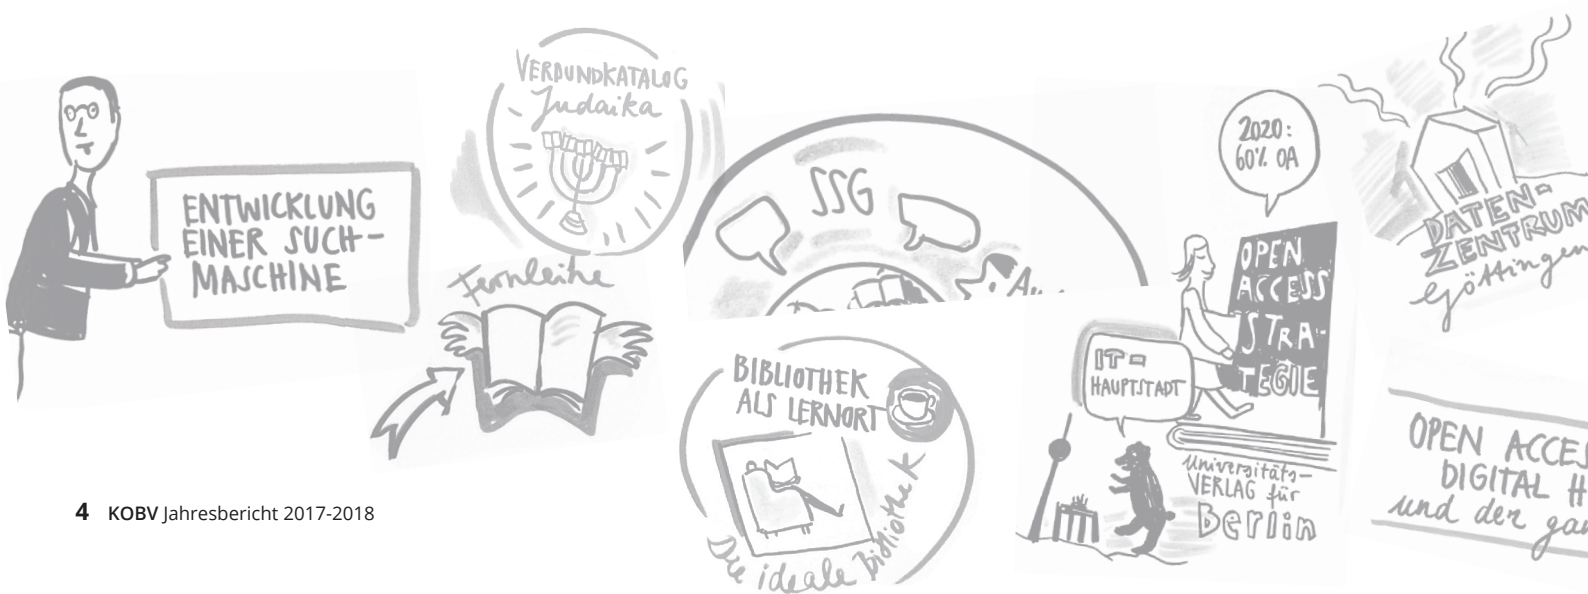 ENTWICKLUNG
EINER SUCH-
MASCHINE
VERBUNDKATALOG
Judaika
Fernleihe
SSG
BIBLIOTHEK
ALS LERNORT
Die ideale Bibliothek
2020:
60% OA
OPEN
ACCESS
STRA-
TEGIE
IT-
HAUPTSTADT
Universitäts-
VERLAG für
Berlin
DATEN-
ZENTRUM
Göttingen
OPEN ACCES
DIGITAL H
und der gan
4 KOBV Jahresbericht 2017-2018